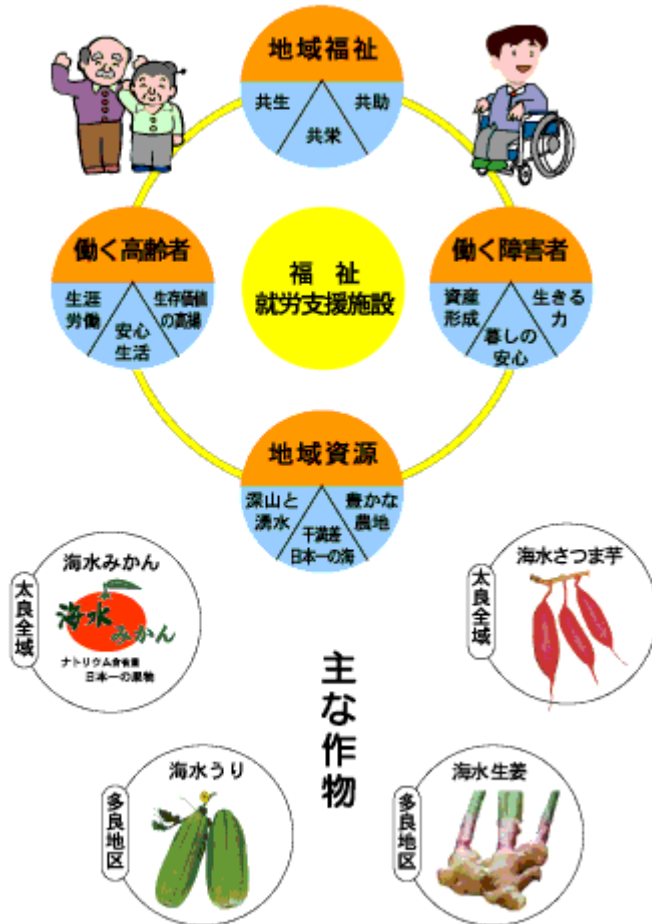 地域福祉
共生
共助
共栄
働く高齢者
生涯
労働
生存価値
の高揚
安心
生活
福 祉
就労支援施設
働く障害者
資産
形成
生きる
力
暮しの
安心
地域資源
深山と
湧水
豊かな
農地
干満差
日本一の海
海水みかん
太良全域
海水
みかん
ナトリウム含有量
日本一の果物
海水さつま芋
太良全域
主な作物
海水うり
多良地区
海水生姜
多良地区